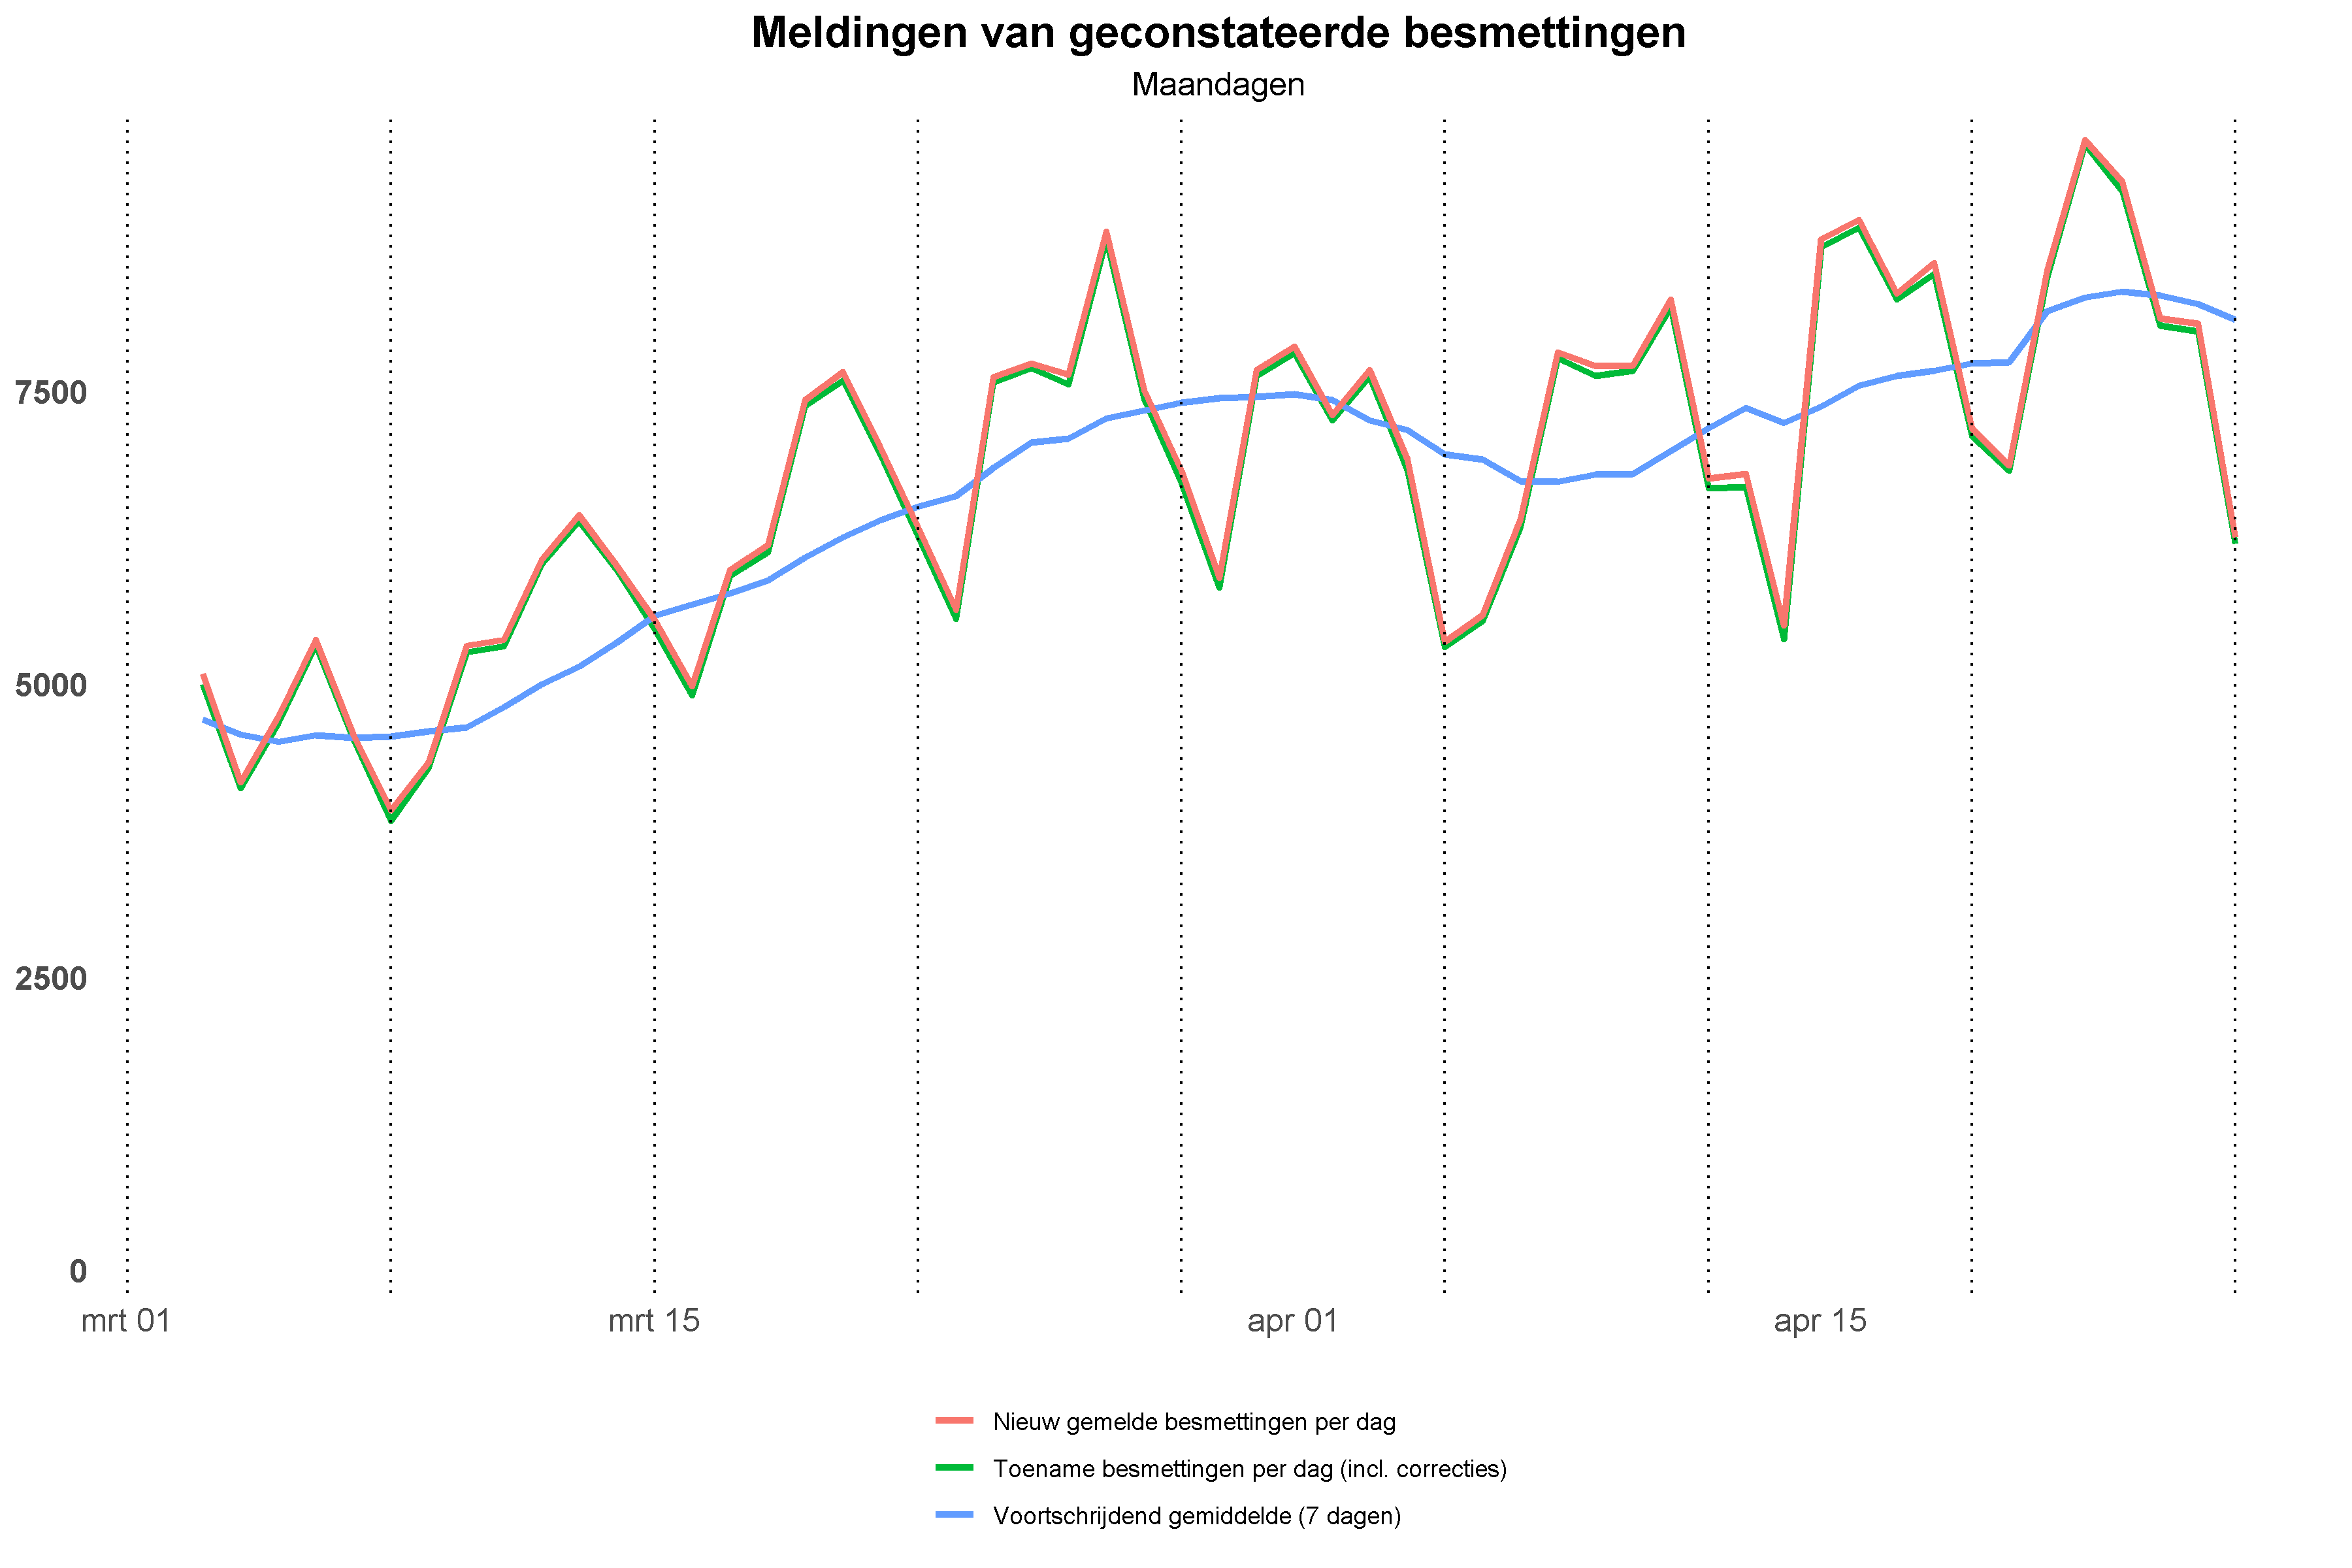 Meldingen van geconstateerde besmettingen
Maandagen
7500
5000
2500
0
mrt 01 mrt 15 apr 01 apr 15
Nieuw gemelde besmettingen per dag
Toename besmettingen per dag (incl. correcties)
Voortschrijdend gemiddelde (7 dagen)